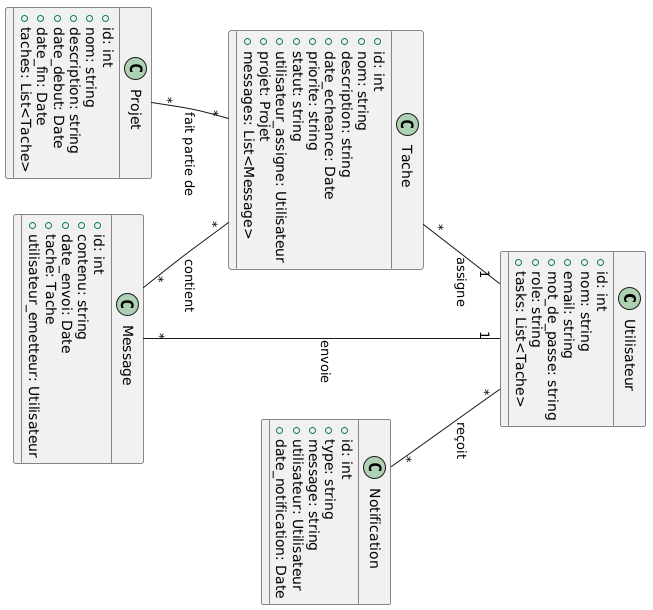 C Utilisateur
id: int
nom: string
email: string
mot_de_passe: string
role: string
tasks: List<Tache>
1
*
assigne
1
envoie
*
*
reçoit
*
C Tache
id: int
nom: string
description: string
date_echeance: Date
priorite: string
statut: string
utilisateur_assigne: Utilisateur
projet: Projet
messages: List<Message>
C Notification
id: int
type: string
message: string
utilisateur: Utilisateur
date_notification: Date
*
*
fait partie de
*
*
contient
C Projet
id: int
nom: string
description: string
date_debut: Date
date_fin: Date
taches: List<Tache>
C Message
id: int
contenu: string
date_envoi: Date
tache: Tache
utilisateur_emetteur: Utilisateur